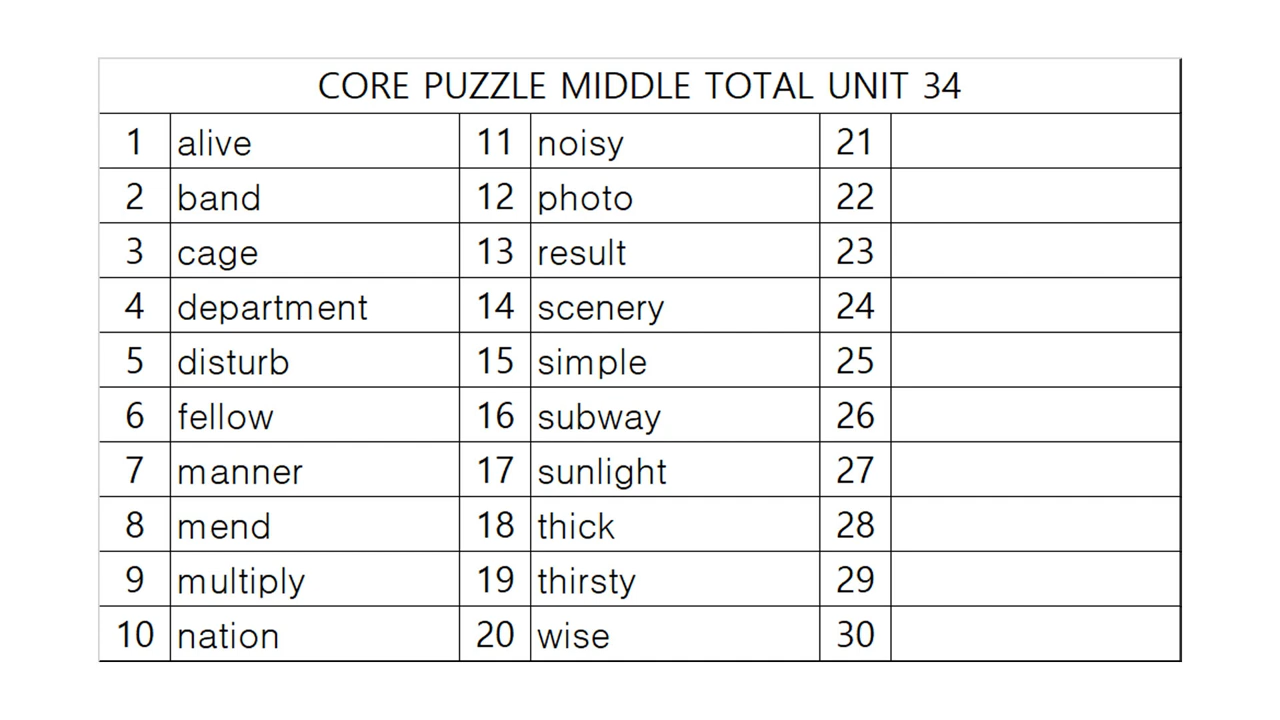 CORE PUZZLE MIDDLE TOTAL UNIT 34
1 alive 11 noisy 21
2 band 12 photo 22
3 cage 13 result 23
4 department 14 scenery 24
5 disturb 15 simple 25
6 fellow 16 subway 26
7 manner 17 sunlight 27
8 mend 18 thick 28
9 multiply 19 thirsty 29
10 nation 20 wise 30